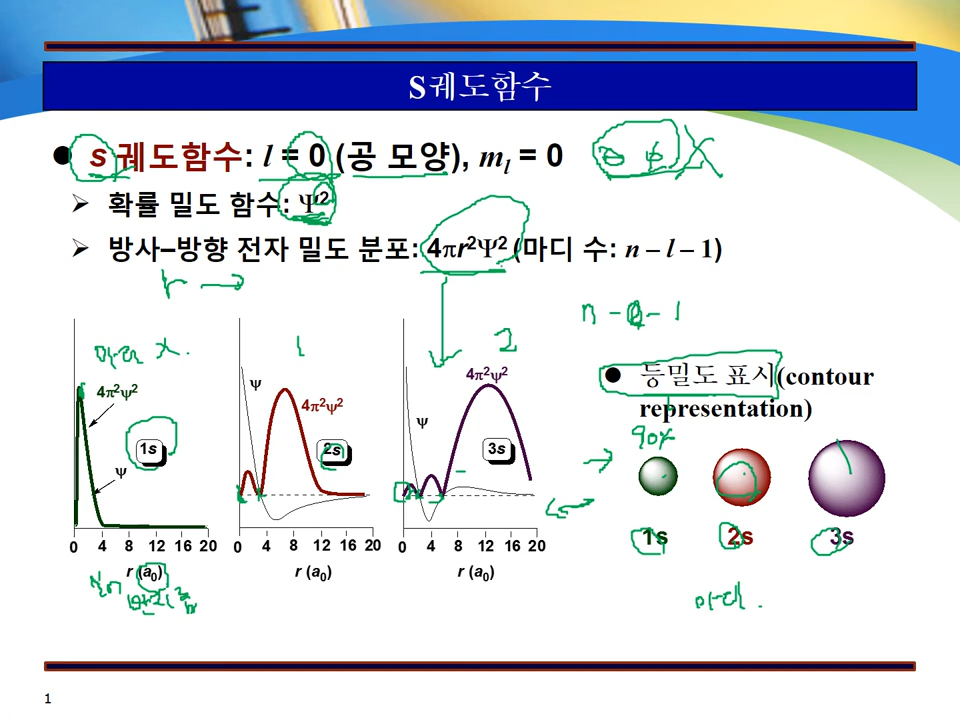 S궤도함수
● s 궤도함수: l = 0 (공 모양), mₗ = 0
➢ 확률 밀도 함수: Ψ²
➢ 방사–방향 전자 밀도 분포: 4πr²Ψ² (마디 수: n – l – 1)
r →
n - l - 1
1
2
● 등밀도 표시(contour
representation)
90%
4π²ψ²
1s
ψ
0 4 8 12 16 20
r (a₀)
ψ
4π²ψ²
2s
0 4 8 12 16 20
r (a₀)
4π²ψ²
ψ
3s
0 4 8 12 16 20
r (a₀)
1s 2s 3s
마디.
1